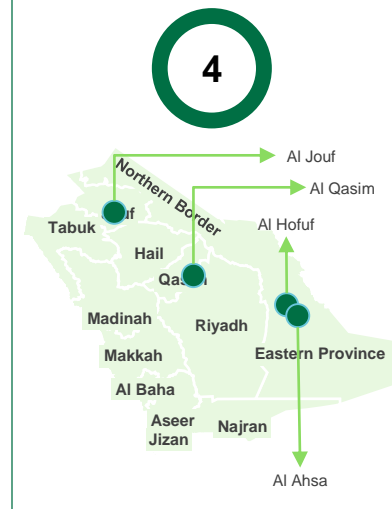 4
Al Jouf
Northern Border
Al Qasim
Tabuk
Al Hofuf
Hail
Madinah
Riyadh
Makkah
Eastern Province
Al Baha
Aseer
Jizan
Najran
Al Ahsa